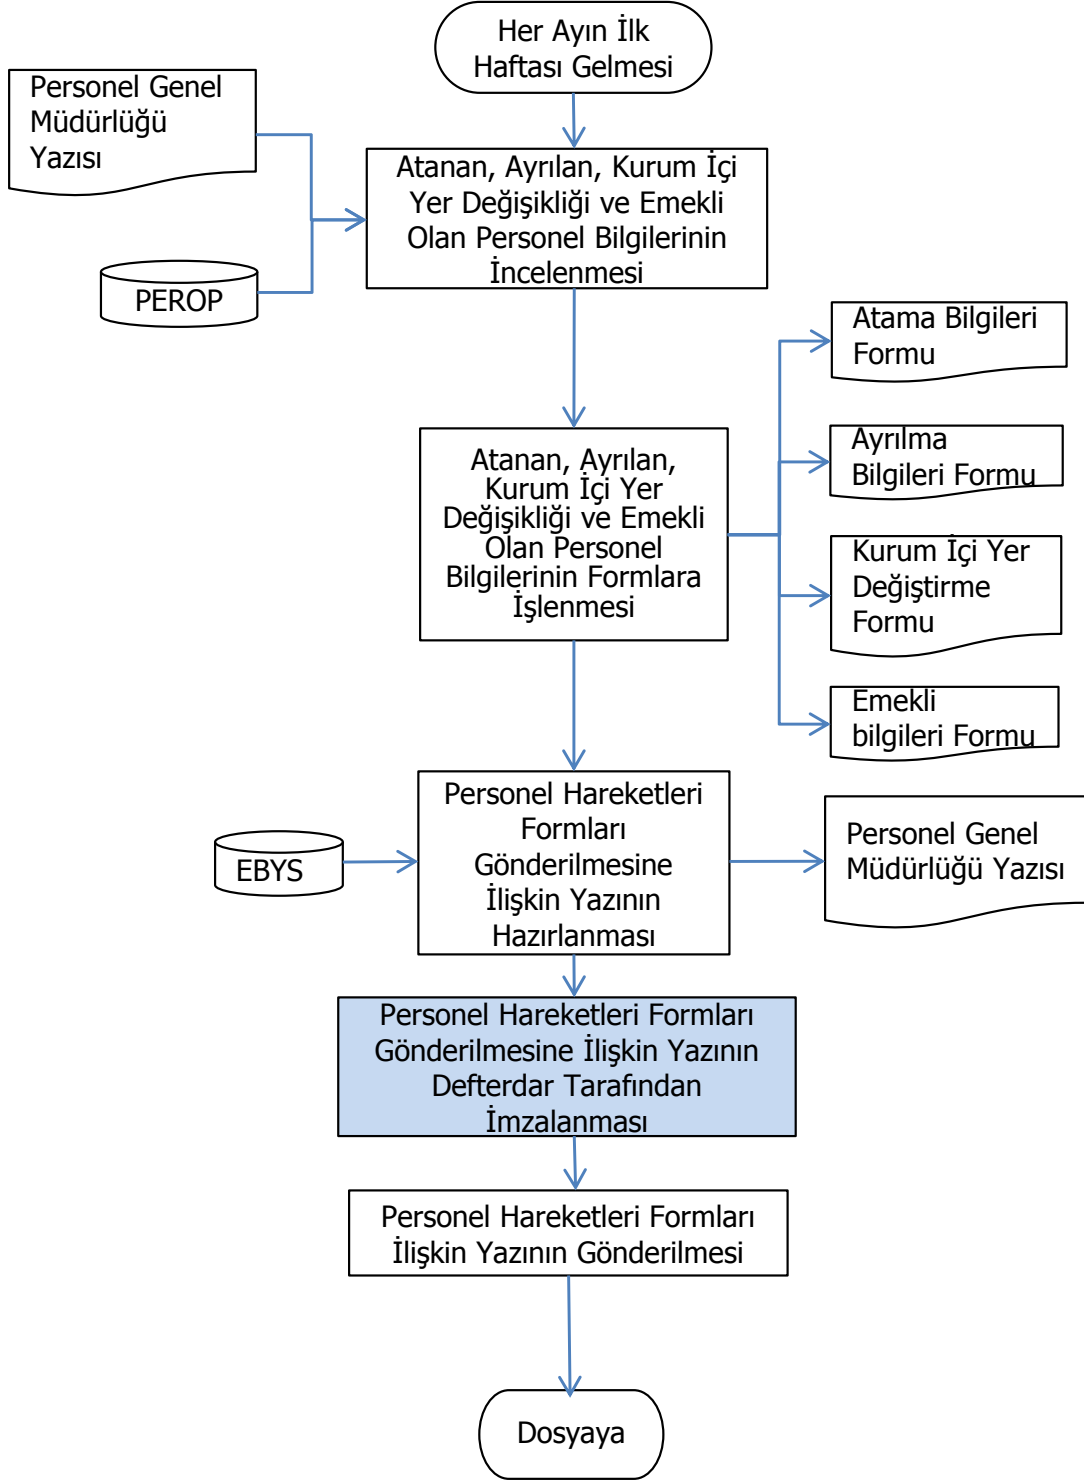 Her Ayın İlk
Haftası Gelmesi
Personel Genel
Müdürlüğü
Yazısı
Atanan, Ayrılan, Kurum İçi
Yer Değişikliği ve Emekli
Olan Personel Bilgilerinin
İncelenmesi
PEROP
Atama Bilgileri
Formu
Atanan, Ayrılan,
Kurum İçi Yer
Değişikliği ve Emekli
Olan Personel
Bilgilerinin Formlara
İşlenmesi
Ayrılma
Bilgileri Formu
Kurum İçi Yer
Değiştirme
Formu
Emekli
bilgileri Formu
Personel Hareketleri
Formları
Gönderilmesine
İlişkin Yazının
Hazırlanması
EBYS
Personel Genel
Müdürlüğü Yazısı
Personel Hareketleri Formları
Gönderilmesine İlişkin Yazının
Defterdar Tarafından
İmzalanması
Personel Hareketleri Formları
İlişkin Yazının Gönderilmesi
Dosyaya